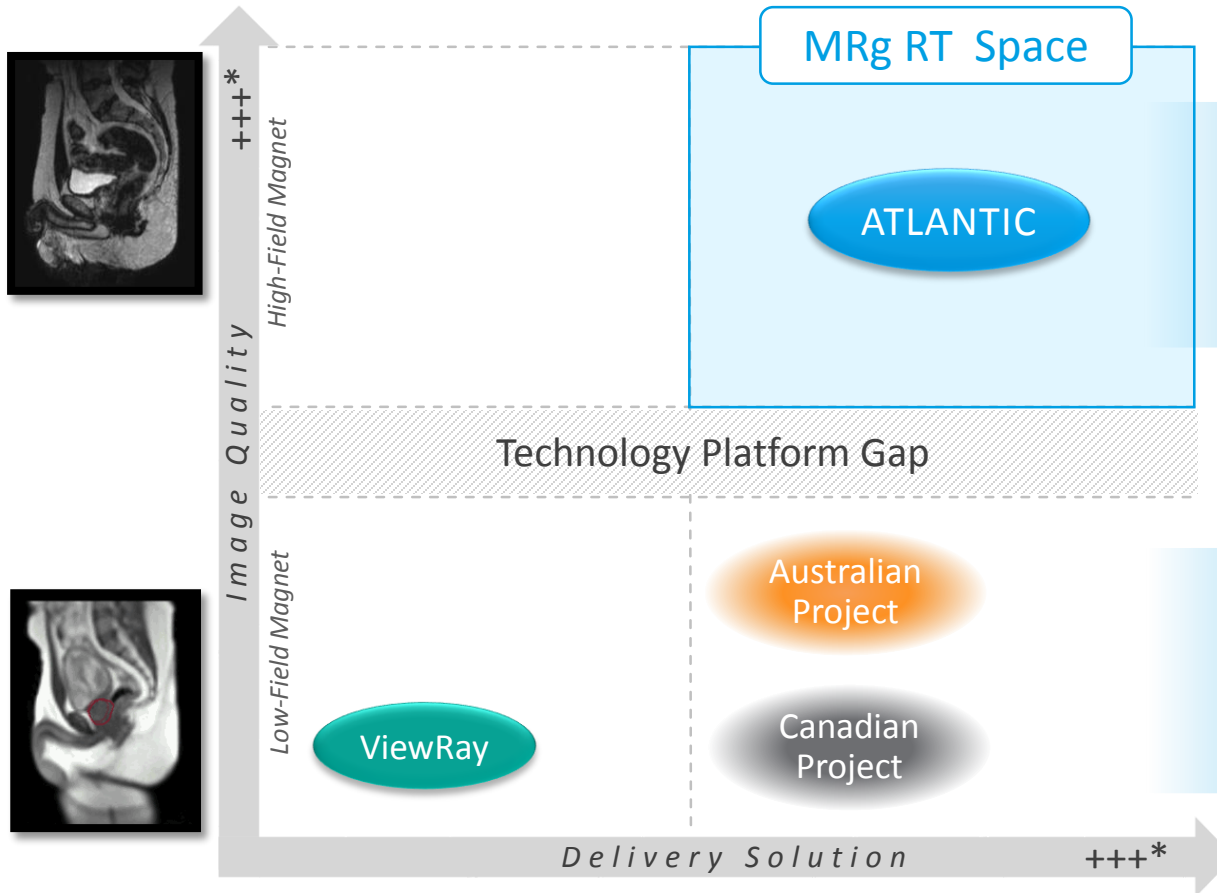 MRg RT Space
+++*
High-Field Magnet
ATLANTIC
Image Quality
Technology Platform Gap
Low-Field Magnet
Australian
Project
ViewRay
Canadian
Project
Delivery Solution
+++*